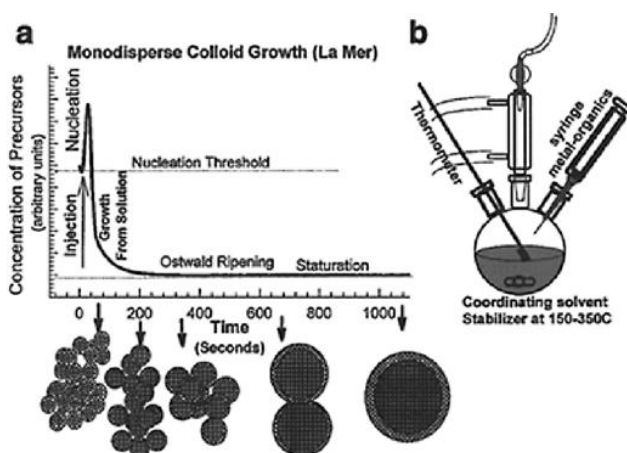 a
b
Monodisperse Colloid Growth (La Mer)
Concentration of Precursors
(arbitrary units)
Nucleation
Injection
Nucleation Threshold
Growth
From Solution
Ostwald Ripening
Staturation
0
200
400
600
800
1000
Time
(Seconds)
Thermometer
syringe
metal-organics
Coordinating solvent
Stabilizer at 150-350C